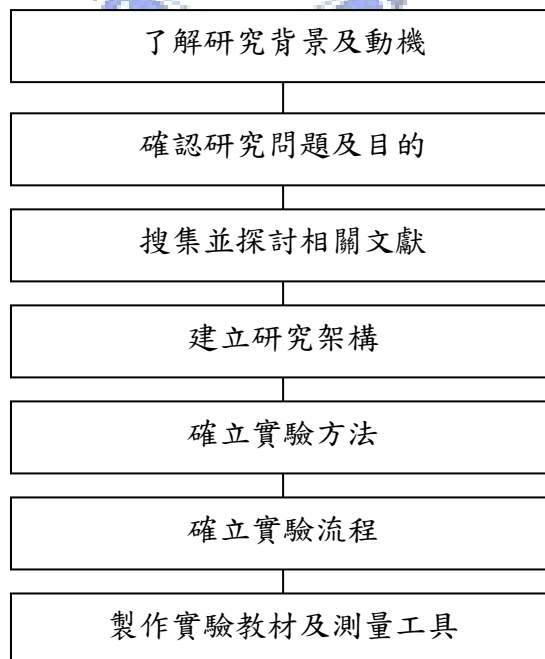 了解研究背景及動機
確認研究問題及目的
搜集並探討相關文獻
建立研究架構
確立實驗方法
確立實驗流程
製作實驗教材及測量工具